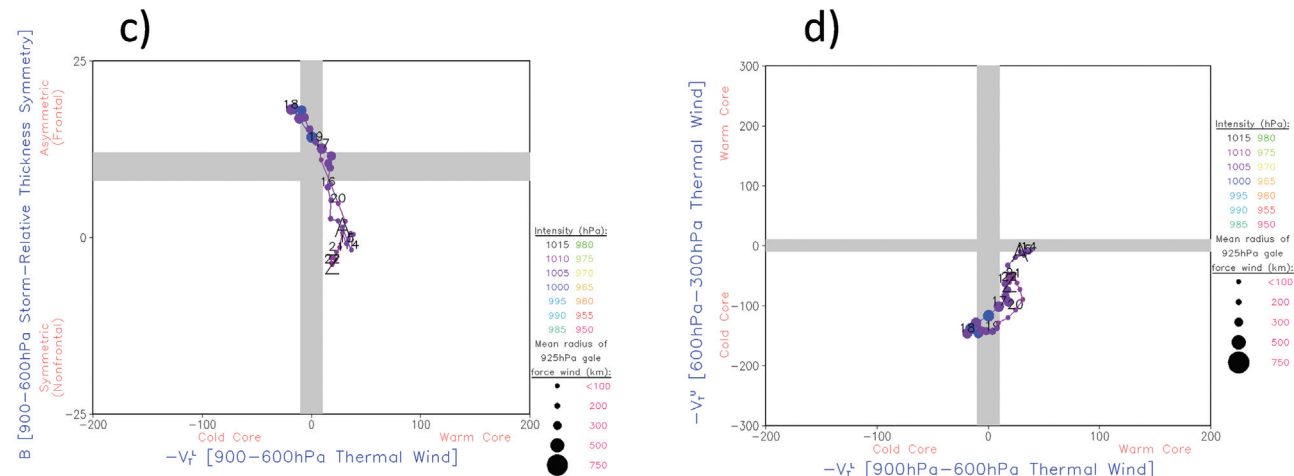 c)
B [900-600hPa Storm-Relative Thickness Symmetry]
Asymmetric
(Frontal)
Symmetric
(Nonfrontal)
25
0
-25
18
19
17
16
20
A
14
21
22
Z
-200 -100 0 100 200
Cold Core Warm Core
-V_T^L [900-600hPa Thermal Wind]
Intensity (hPa):
1015 980
1010 975
1005 970
1000 965
995 960
990 955
985 950
Mean radius of
925hPa gale
force wind (km):
<100
200
300
500
750
d)
-V_T^U [600hPa-300hPa Thermal Wind]
Warm Core
Cold Core
300
200
100
0
-100
-200
-300
A
14
21
Z
17
20
18
19
-200 -100 0 100 200
Cold Core Warm Core
-V_T^L [900hPa-600hPa Thermal Wind]
Intensity (hPa):
1015 980
1010 975
1005 970
1000 965
995 960
990 955
985 950
Mean radius of
925hPa gale
force wind (km):
<100
200
300
500
750